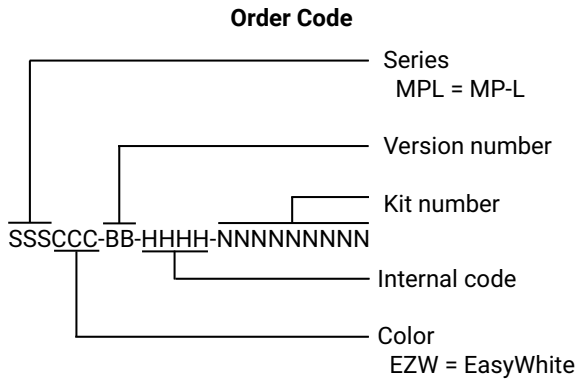 Order Code
Series
MPL = MP-L
Version number
Kit number
SSSCCC-BB-HHHH-NNNNNNNNN
Internal code
Color
EZW = EasyWhite